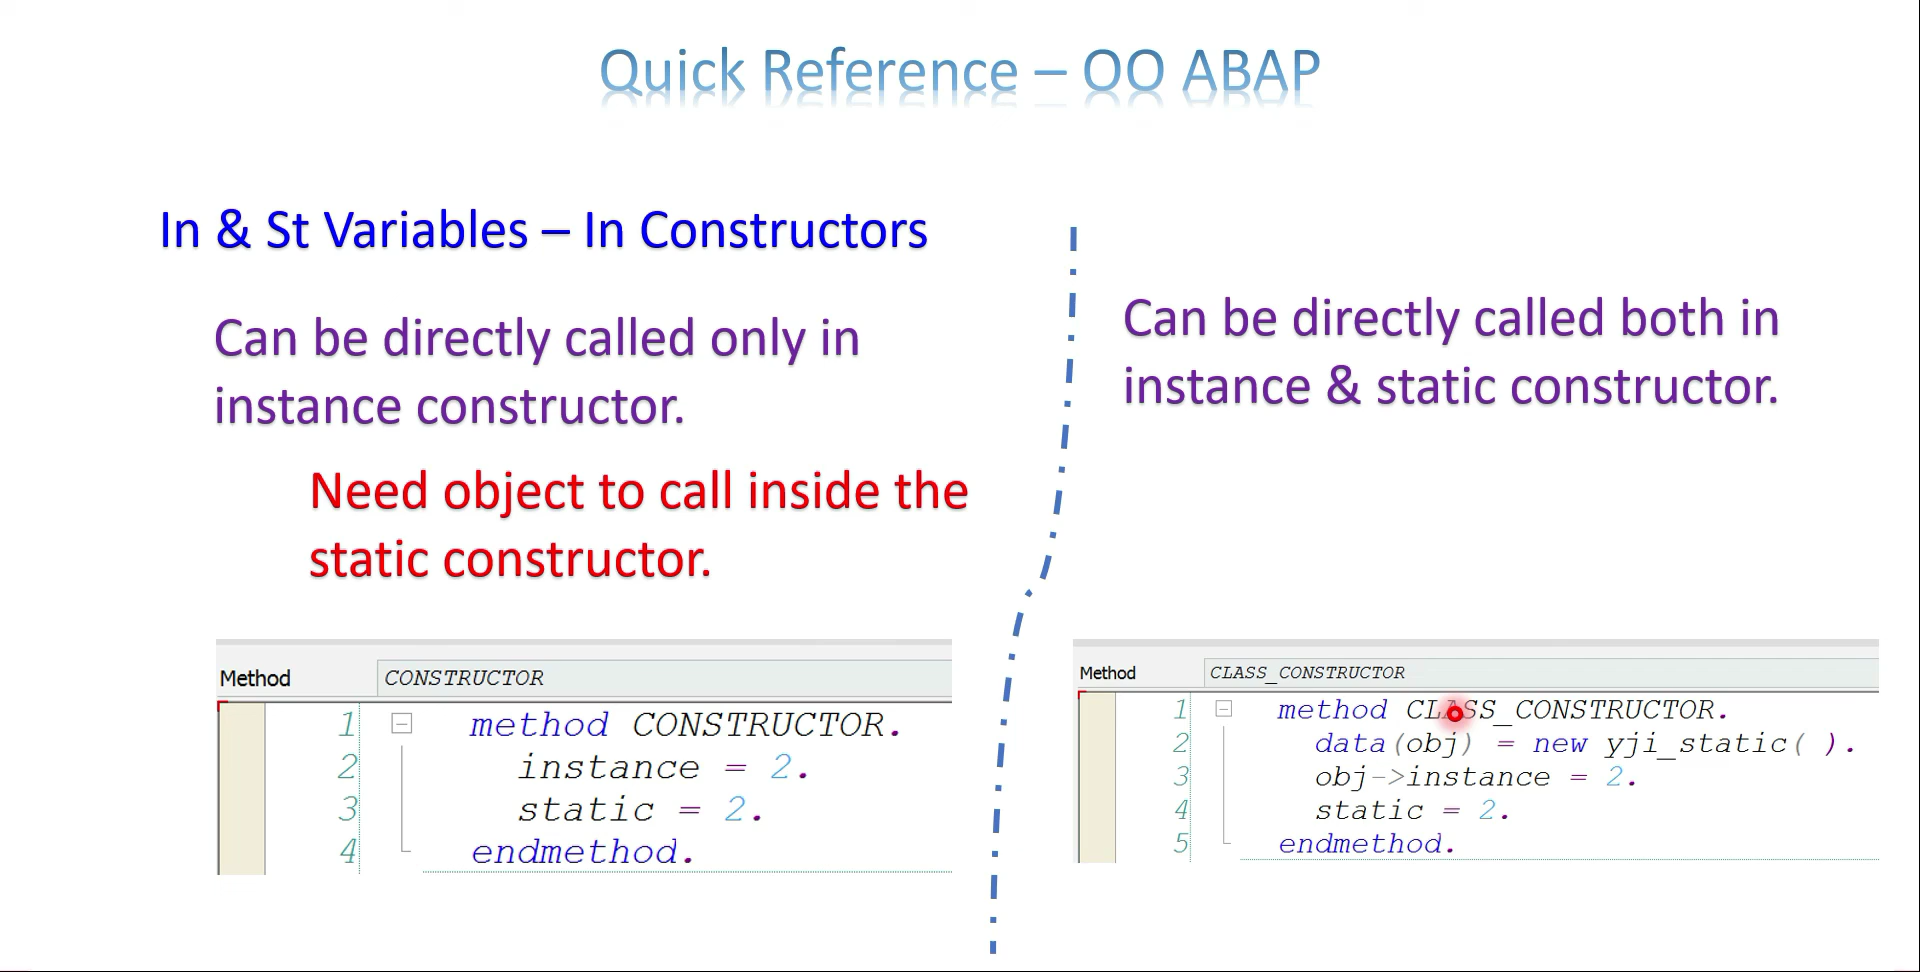 Quick Reference – OO ABAP
In & St Variables – In Constructors
Can be directly called only in
instance constructor.
Need object to call inside the
static constructor.
Method CONSTRUCTOR
1 method CONSTRUCTOR.
2 instance = 2.
3 static = 2.
4 endmethod.
Can be directly called both in
instance & static constructor.
Method CLASS_CONSTRUCTOR
1 method CLASS_CONSTRUCTOR.
2 data(obj) = new yji_static( ).
3 obj->instance = 2.
4 static = 2.
5 endmethod.